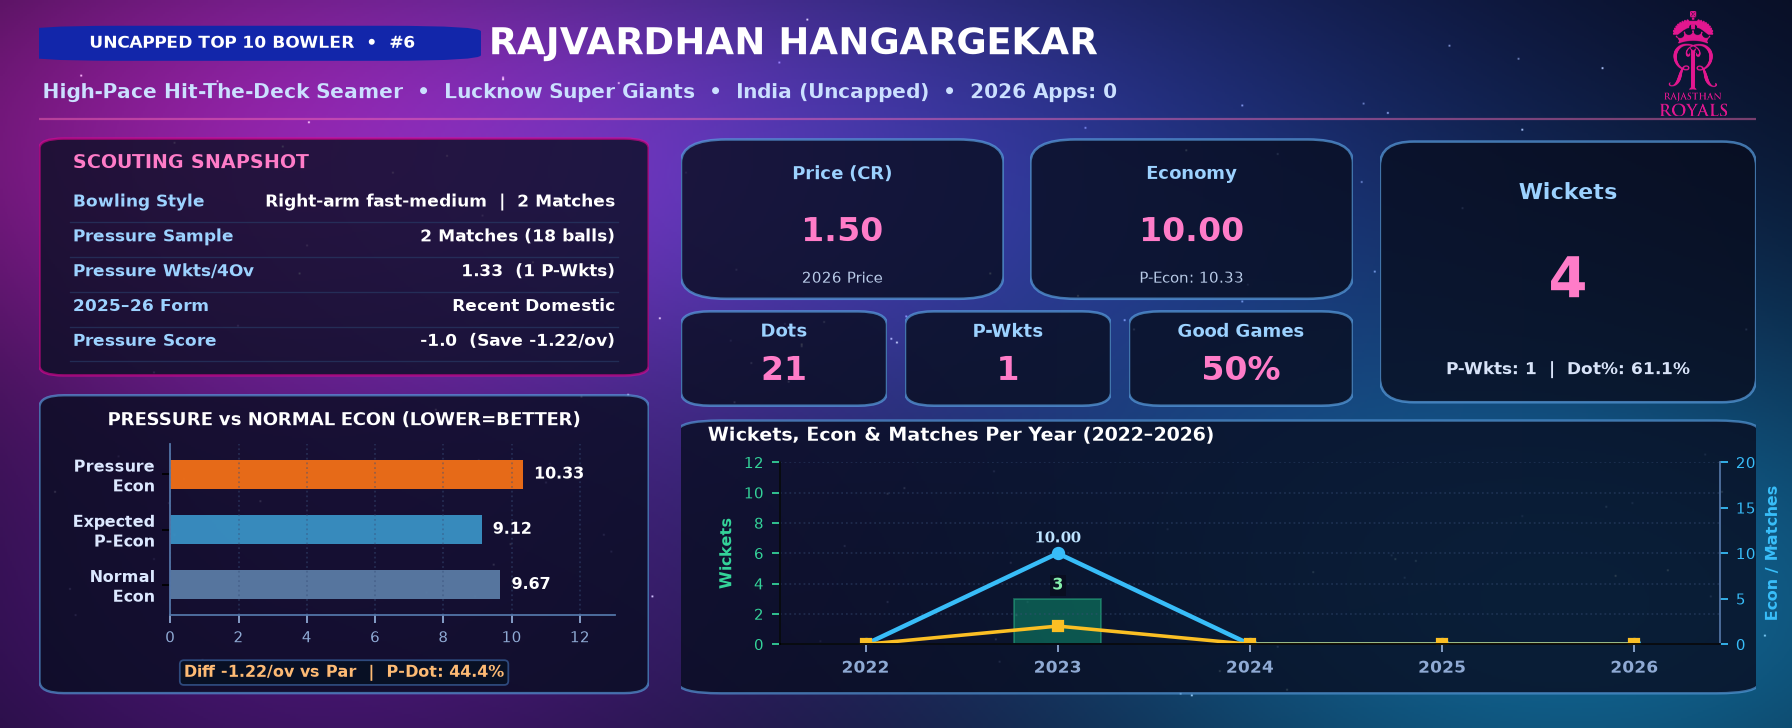 UNCAPPED TOP 10 BOWLER • #6
RAJVARDHAN HANGARGEKAR
High-Pace Hit-The-Deck Seamer • Lucknow Super Giants • India (Uncapped) • 2026 Apps: 0
RAJASTHAN
ROYALS
SCOUTING SNAPSHOT
Bowling Style Right-arm fast-medium | 2 Matches
Pressure Sample 2 Matches (18 balls)
Pressure Wkts/4Ov 1.33 (1 P-Wkts)
2025–26 Form Recent Domestic
Pressure Score -1.0 (Save -1.22/ov)
Price (CR)
1.50
2026 Price
Economy
10.00
P-Econ: 10.33
Wickets
4
P-Wkts: 1 | Dot%: 61.1%
Dots
21
P-Wkts
1
Good Games
50%
PRESSURE vs NORMAL ECON (LOWER=BETTER)
Pressure
Econ
10.33
Expected
P-Econ
9.12
Normal
Econ
9.67
0 2 4 6 8 10 12
Diff -1.22/ov vs Par | P-Dot: 44.4%
Wickets, Econ & Matches Per Year (2022–2026)
Wickets
12
10
8
6
4
2
0
10.00
3
20
15
10
5
0
Econ / Matches
2022 2023 2024 2025 2026